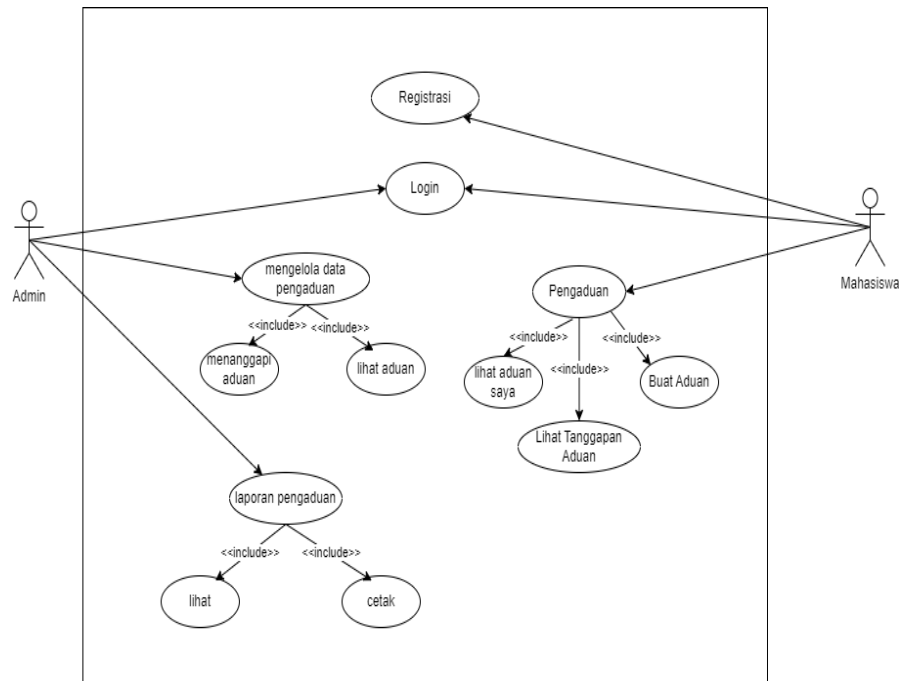 Registrasi
Login
Admin
Mahasiswa
mengelola data
pengaduan
<<include>>
<<include>>
menanggapi
aduan
lihat aduan
Pengaduan
<<include>>
<<include>>
<<include>>
lihat aduan
saya
Buat Aduan
Lihat Tanggapan
Aduan
laporan pengaduan
<<include>>
<<include>>
lihat
cetak